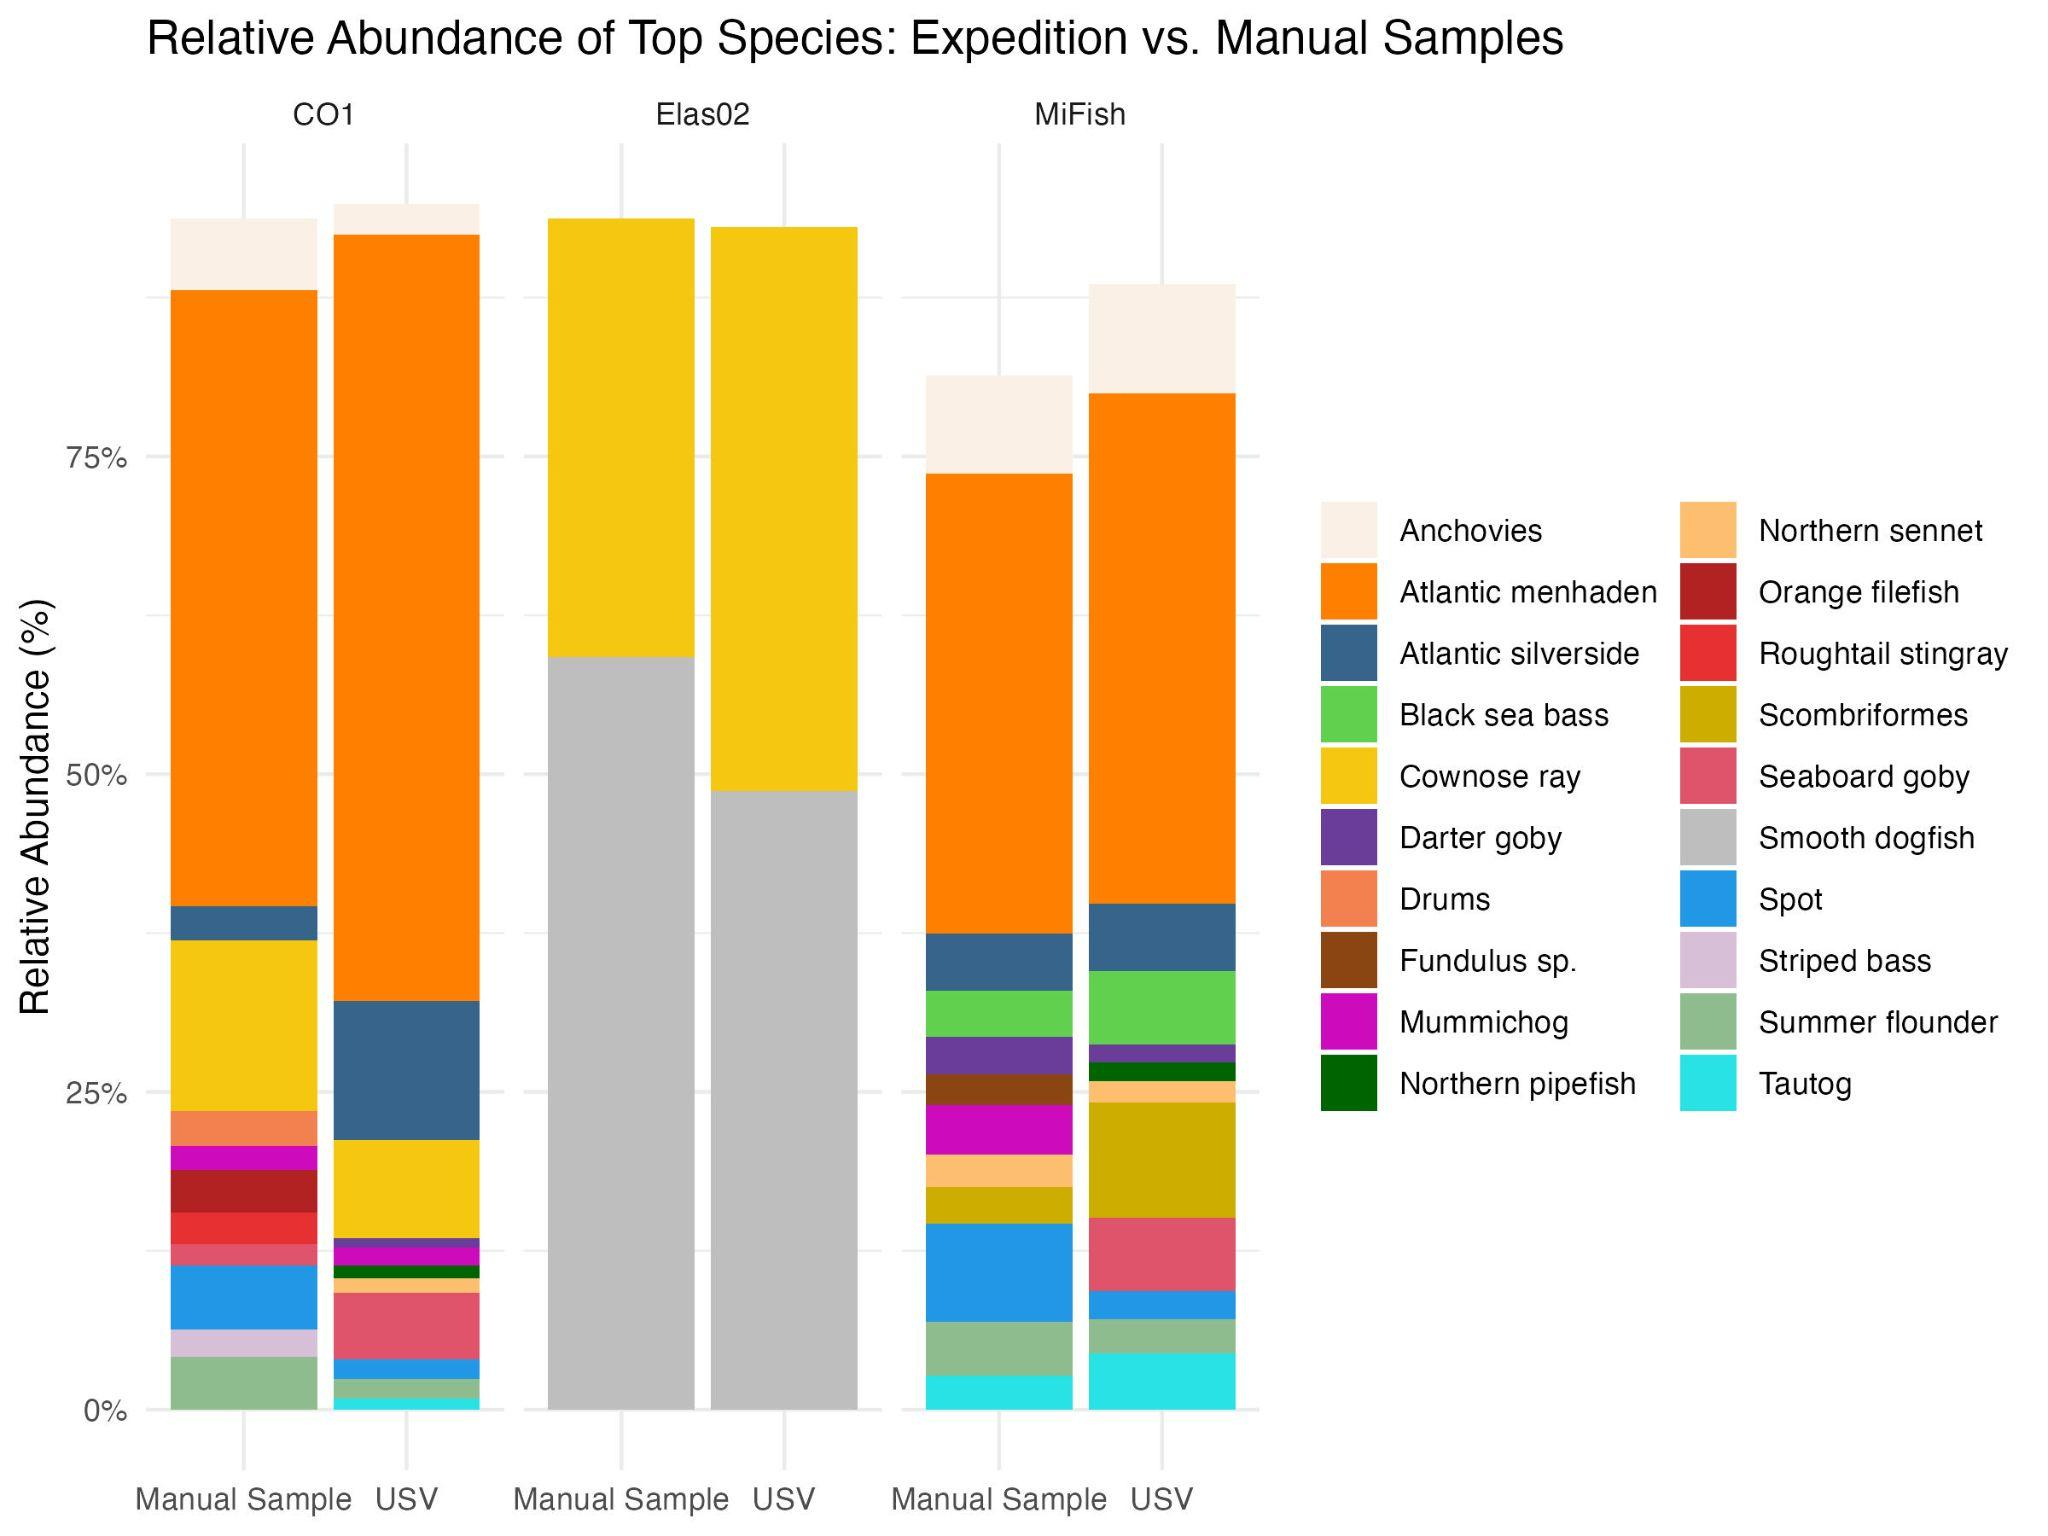 Relative Abundance of Top Species: Expedition vs. Manual Samples
CO1
Elas02
MiFish
Relative Abundance (%)
75%
50%
25%
0%
Manual Sample
USV
Manual Sample
USV
Manual Sample
USV
Anchovies
Atlantic menhaden
Atlantic silverside
Black sea bass
Cownose ray
Darter goby
Drums
Fundulus sp.
Mummichog
Northern pipefish
Northern sennet
Orange filefish
Roughtail stingray
Scombriformes
Seaboard goby
Smooth dogfish
Spot
Striped bass
Summer flounder
Tautog